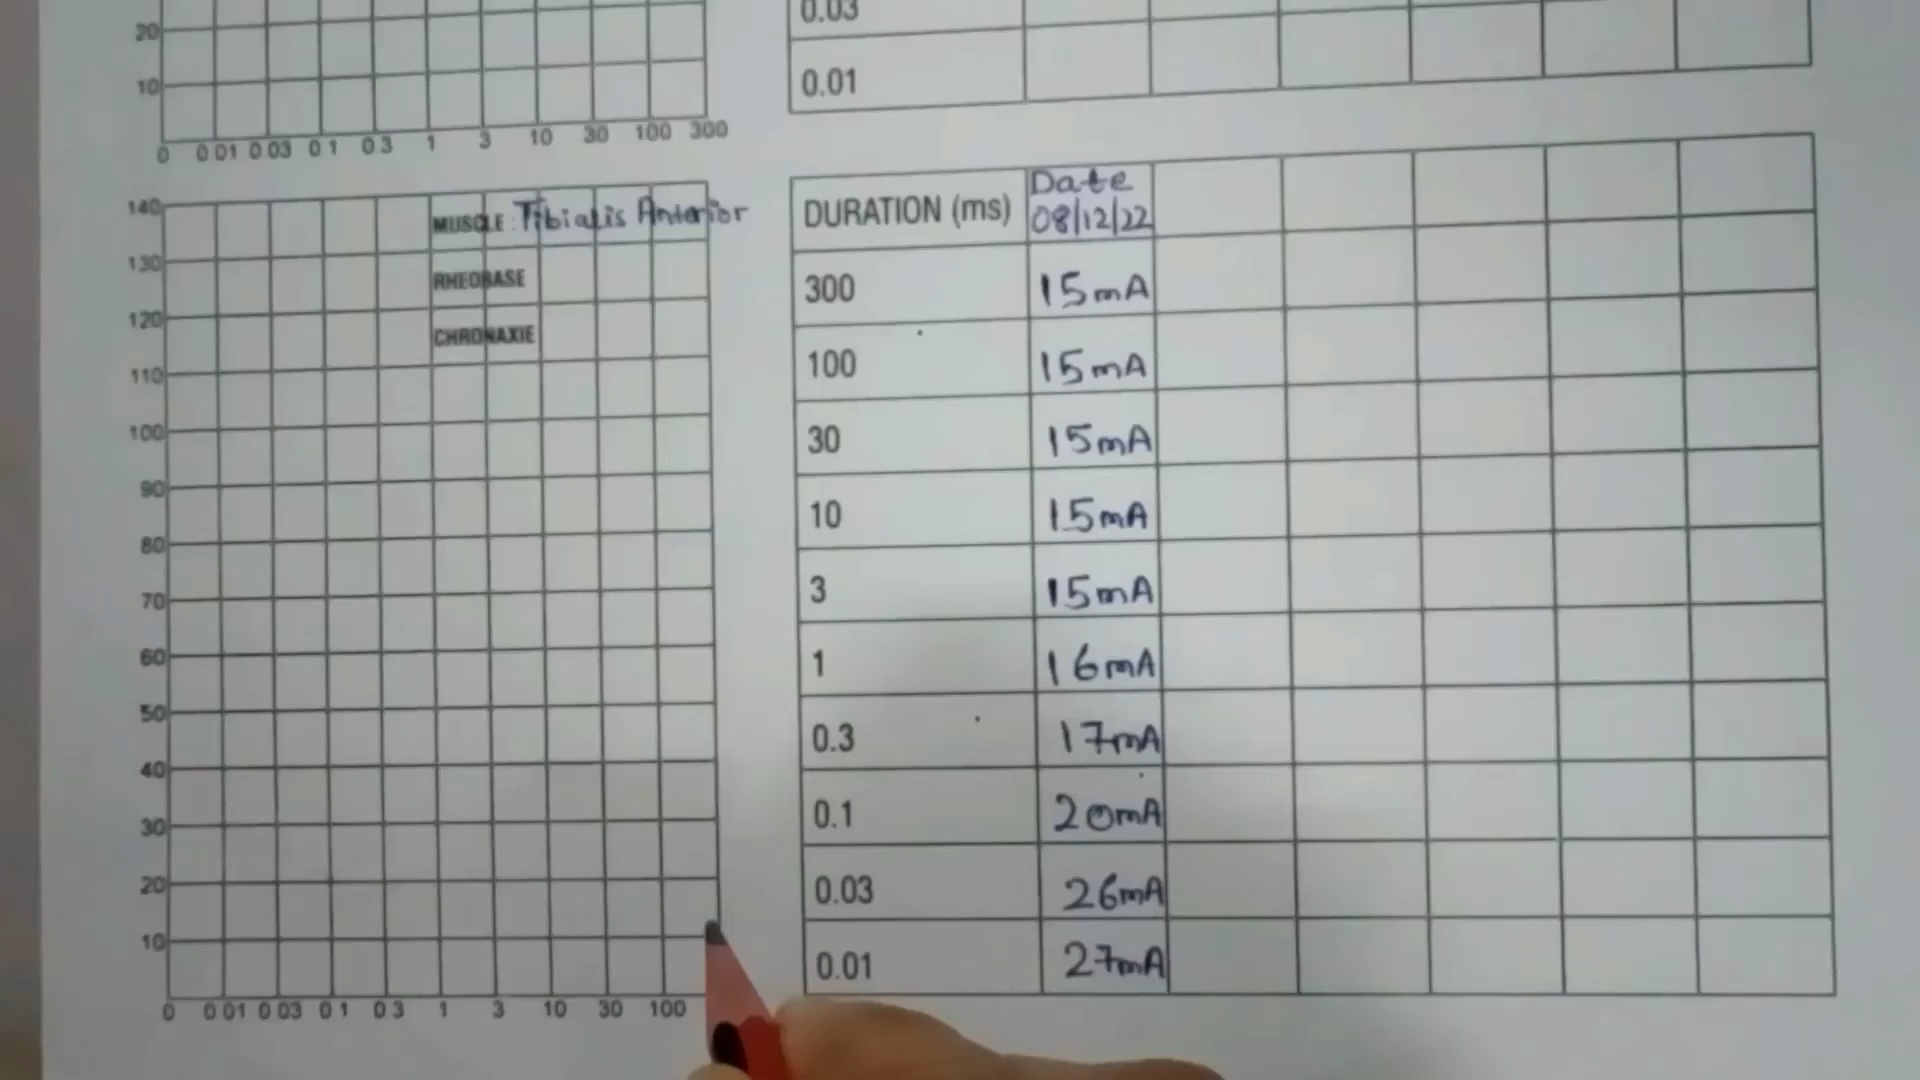 20
10
0 0.01 0.03 0.1 0.3 1 3 10 30 100 300
0.03
0.01
140
130
120
110
100
90
80
70
60
50
40
30
20
10
0 0.01 0.03 0.1 0.3 1 3 10 30 100
MUSCLE : Tibialis Anterior
RHEOBASE
CHRONAXIE
DURATION (ms) Date
08/12/22
300 15mA
100 15mA
30 15mA
10 15mA
3 15mA
1 16mA
0.3 17mA
0.1 20mA
0.03 26mA
0.01 27mA